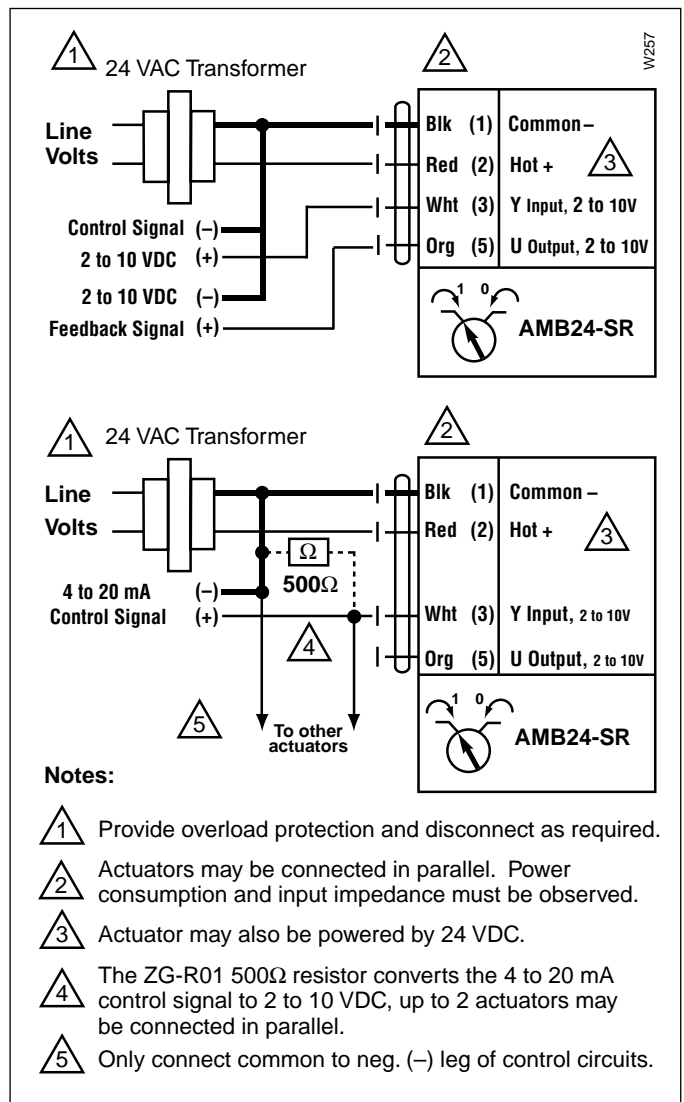 W257
1 24 VAC Transformer 2
Line Volts
Blk (1) Common –
Red (2) Hot + 3
Wht (3) Y Input, 2 to 10V
Org (5) U Output, 2 to 10V
Control Signal (–)
2 to 10 VDC (+)
2 to 10 VDC (–)
Feedback Signal (+)
1 0
AMB24-SR
1 24 VAC Transformer 2
Line
Volts
Blk (1) Common –
Red (2) Hot + 3
Ω
500Ω
4 to 20 mA (–)
Control Signal (+)
4
Wht (3) Y Input, 2 to 10V
Org (5) U Output, 2 to 10V
5 To other
actuators
1 0
AMB24-SR
Notes:
1 Provide overload protection and disconnect as required.
2 Actuators may be connected in parallel. Power
consumption and input impedance must be observed.
3 Actuator may also be powered by 24 VDC.
4 The ZG-R01 500Ω resistor converts the 4 to 20 mA
control signal to 2 to 10 VDC, up to 2 actuators may
be connected in parallel.
5 Only connect common to neg. (–) leg of control circuits.